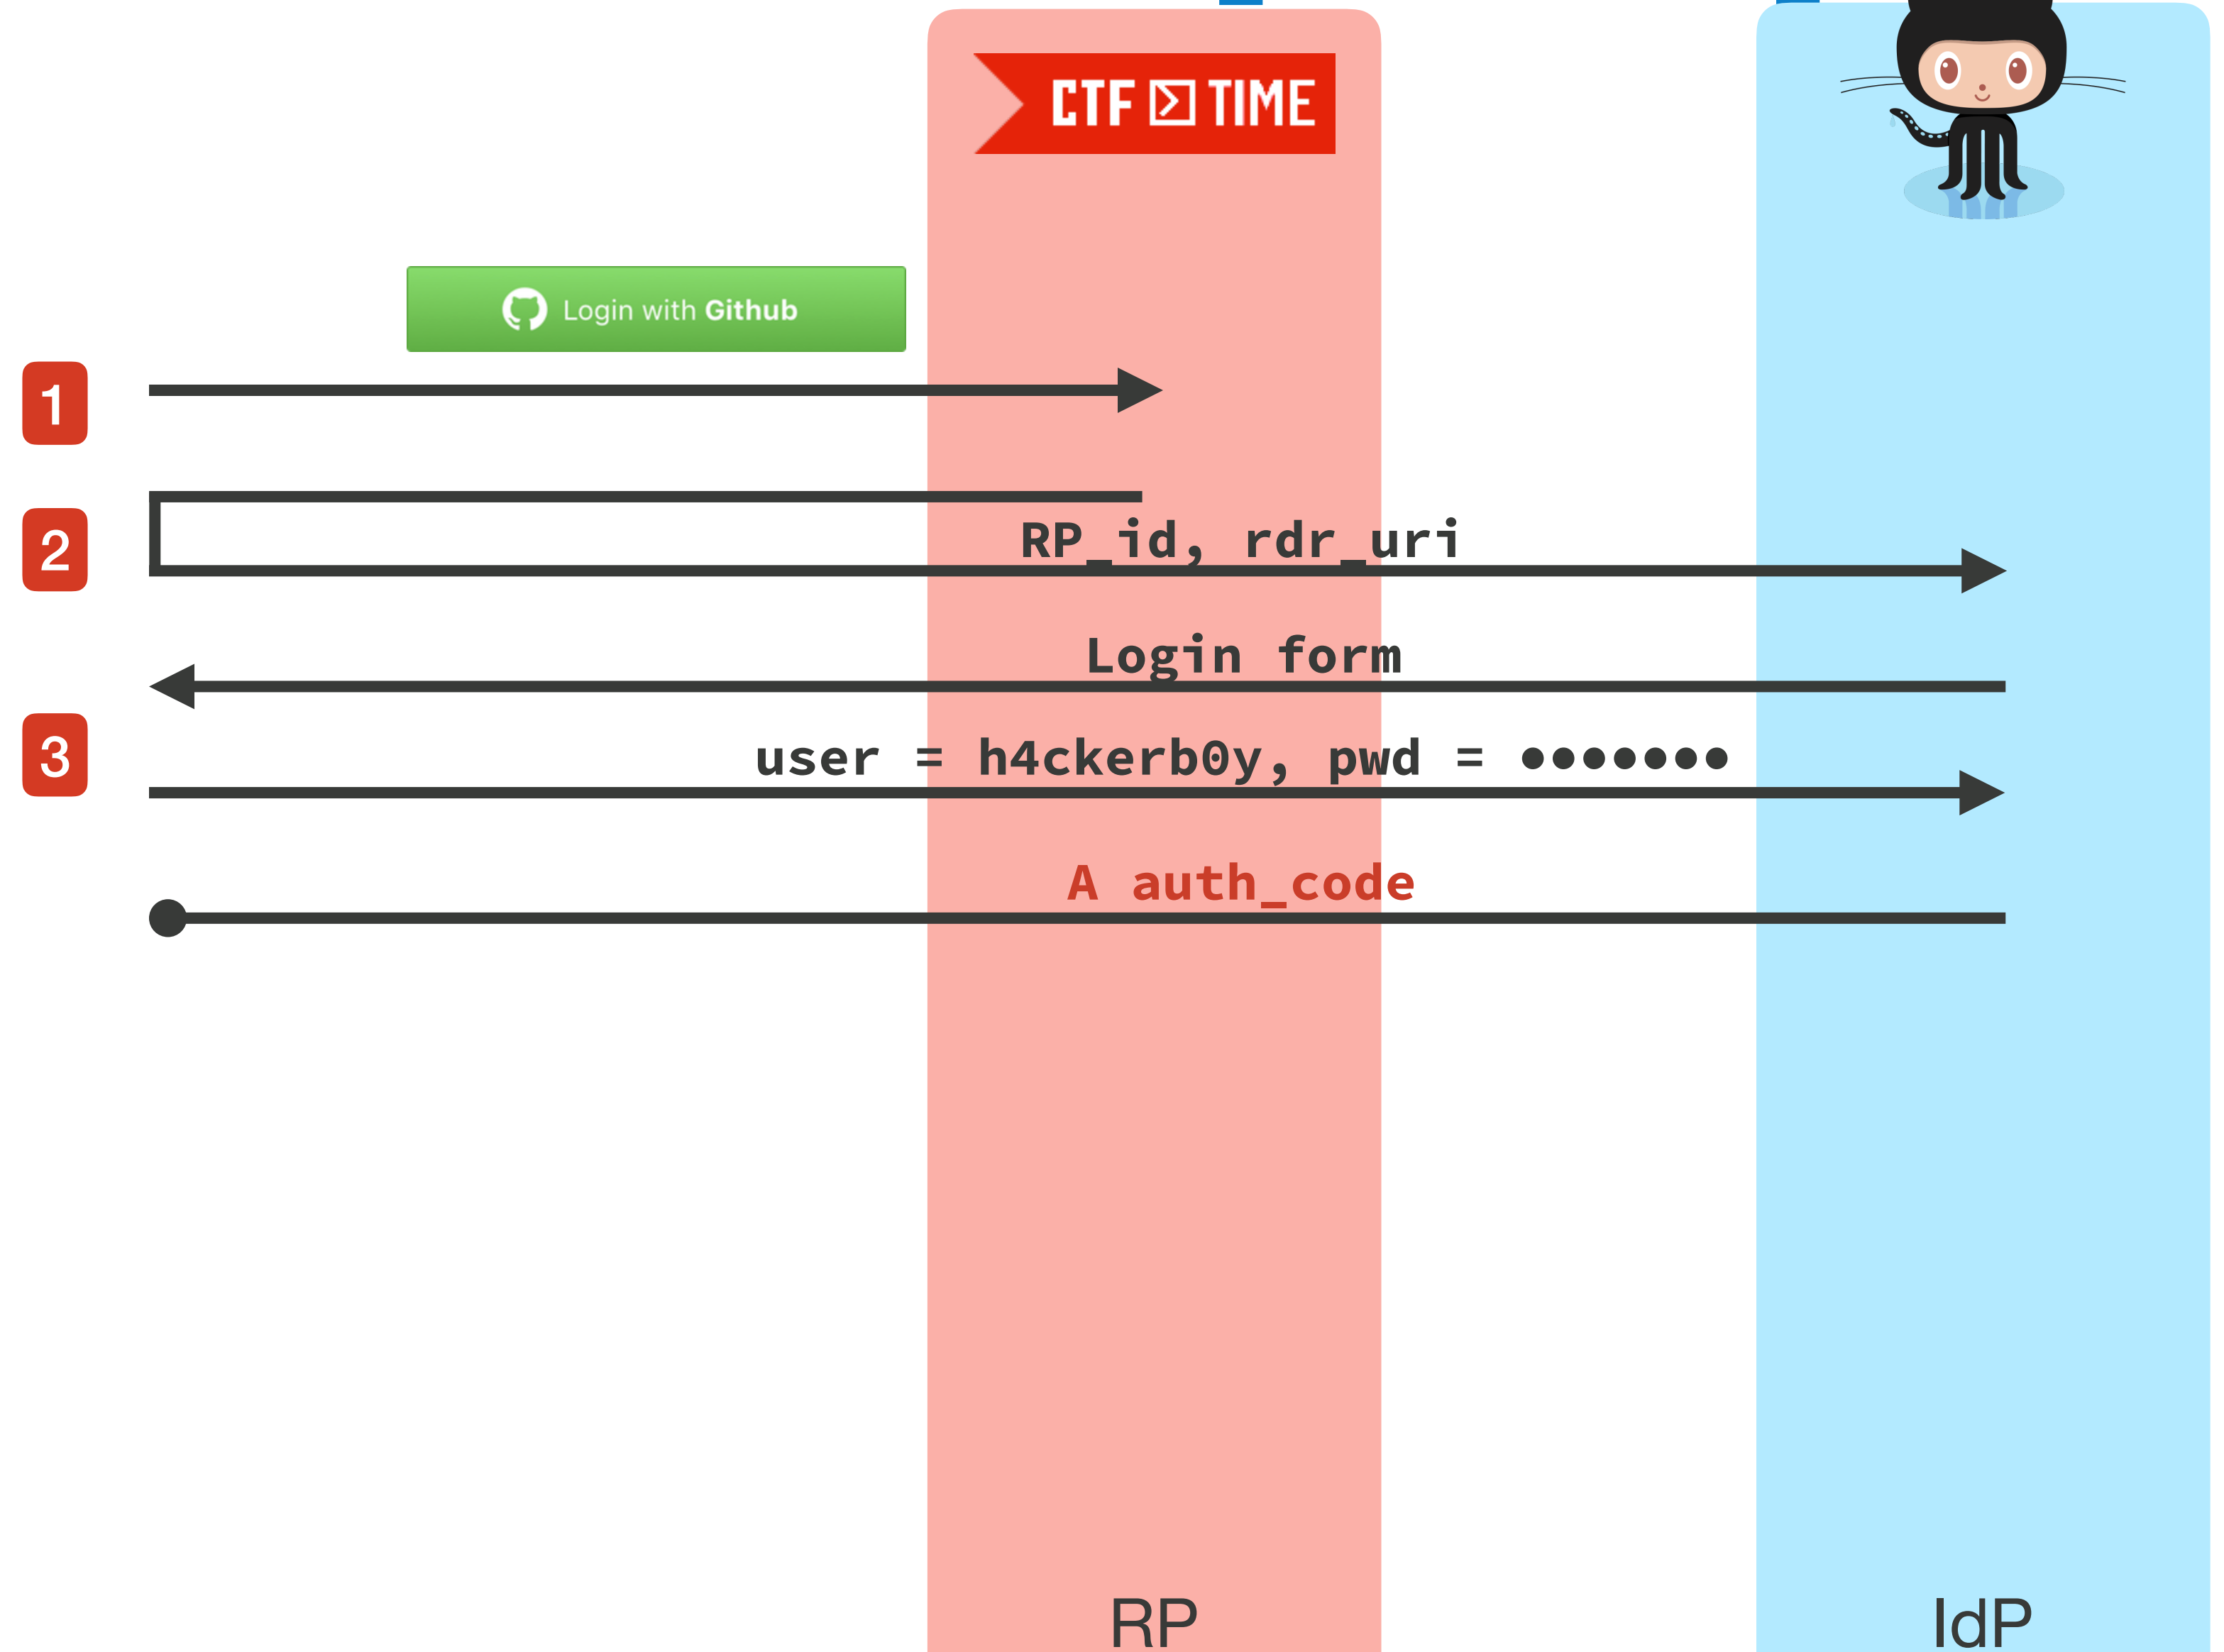 CTF TIME
Login with Github
1
2
RP_id, rdr_uri
Login form
3
user = h4ckerb0y, pwd = •••••••
A auth_code
RP
IdP